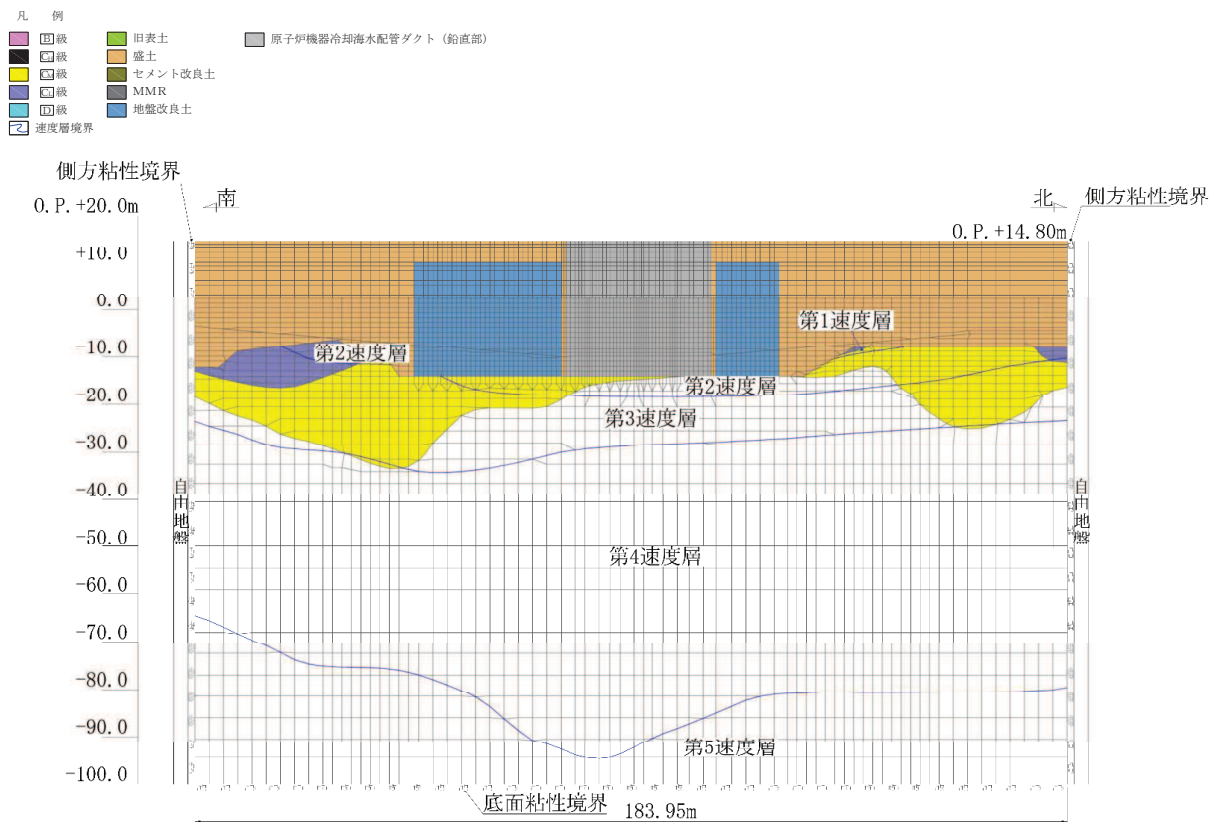 凡 例
B級
CH級
CM級
CL級
D級
速度層境界
旧表土
盛土
セメント改良土
MMR
地盤改良土
原子炉機器冷却海水配管ダクト（鉛直部）
側方粘性境界
南
北
側方粘性境界
O.P.+20.0m
O.P.+14.80m
+10.0
0.0
-10.0
-20.0
-30.0
-40.0
-50.0
-60.0
-70.0
-80.0
-90.0
-100.0
第1速度層
第2速度層
第2速度層
第3速度層
自由地盤
自由地盤
第4速度層
第5速度層
底面粘性境界
183.95m